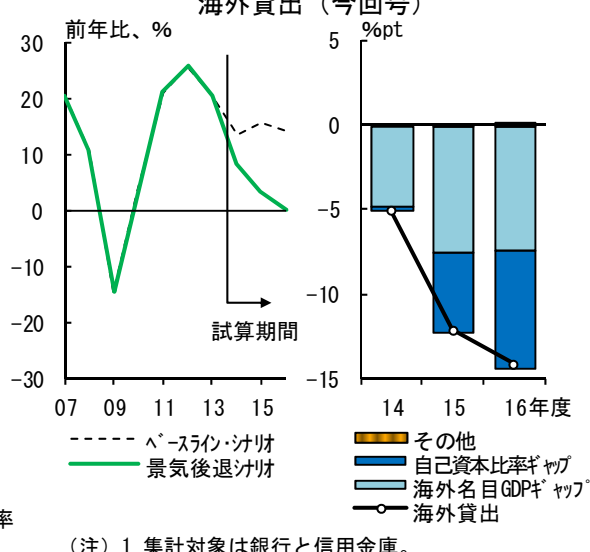 海外貸出（今回号）
前年比、%
30
20
10
0
-10
-20
-30
07 09 11 13 15
試算期間
ベースライン・シナリオ
景気後退シナリオ
%pt
5
0
-5
-10
-15
14 15 16年度
その他
自己資本比率ギャップ
海外名目GDPギャップ
海外貸出
率
（注）1 集計対象は銀行と信用金庫。